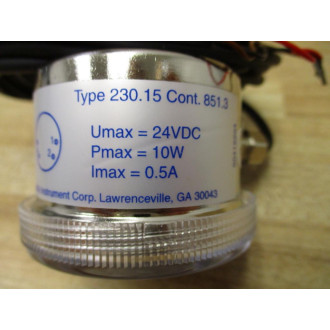 Type 230.15 Cont. 851.3
Umax = 24VDC
Pmax = 10W
Imax = 0.5A
Instrument Corp. Lawrenceville, GA 30043